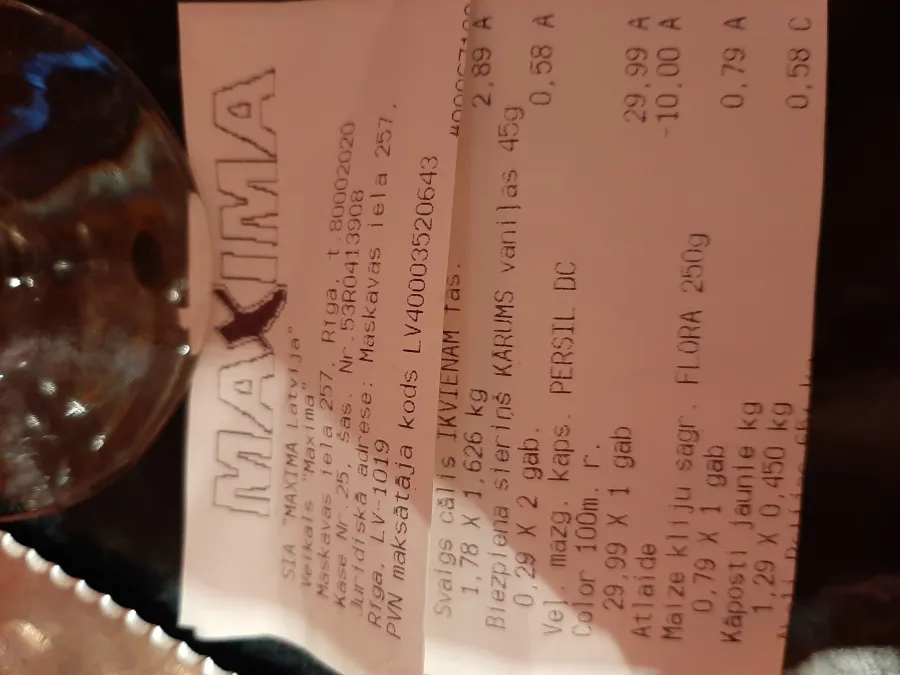 MAXIMA
SIA "MAXIMA Latvija"
Veikals "Maxima"
Maskavas iela 257, Rīga, t.80002020
Kase Nr.25, šas. Nr.53R0413908
Juridiskā adrese: Maskavas iela 257,
Rīga, LV-1019
PVN maksātāja kods LV40003520643
Svaigs cālis IKVIENAM fas.
1,78 X 1,626 kg 2,89 A
Biezpiena sieriņš KARUMS vaniļas 45g
0,29 X 2 gab. 0,58 A
Veļ. mazg. kaps. PERSIL DC
Color 100m. r.
29,99 X 1 gab 29,99 A
Atlaide -10,00 A
Maize kliju sagr. FLORA 250g
0,79 X 1 gab 0,79 A
Kāposti jaunie kg
1,29 X 0,450 kg 0,58 C